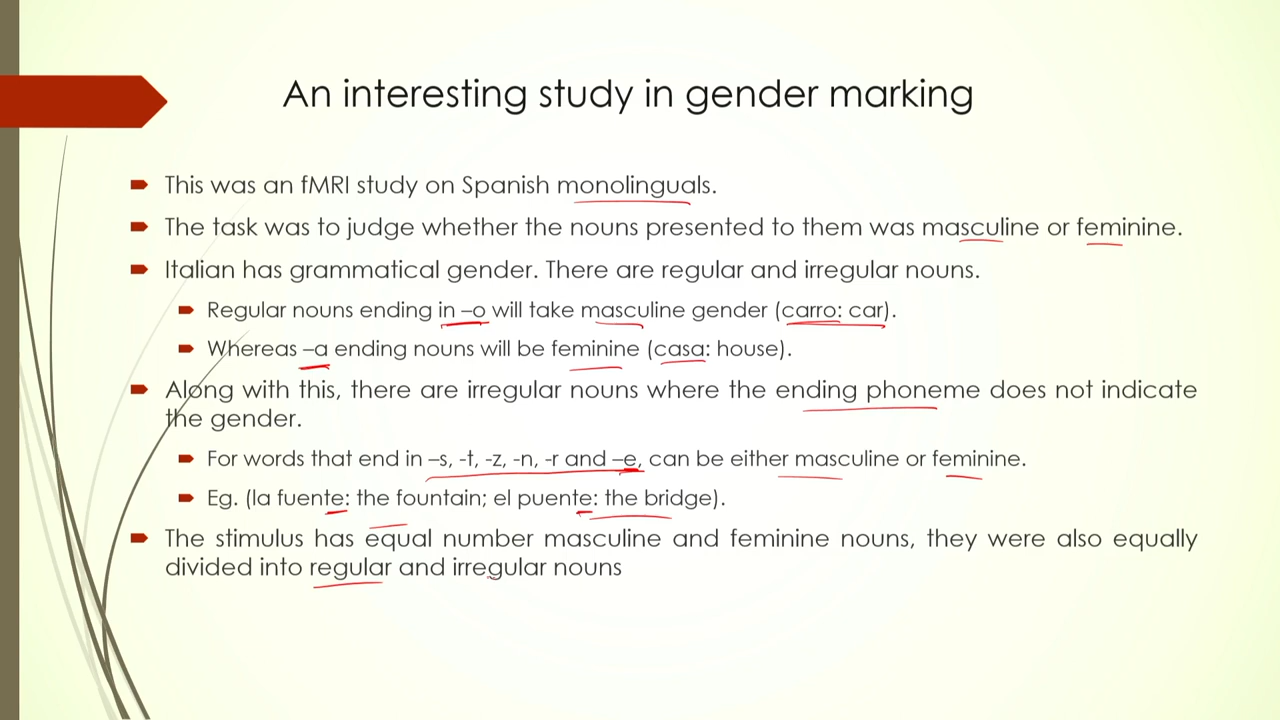 An interesting study in gender marking
This was an fMRI study on Spanish monolinguals.
The task was to judge whether the nouns presented to them was masculine or feminine.
Italian has grammatical gender. There are regular and irregular nouns.
Regular nouns ending in –o will take masculine gender (carro: car).
Whereas –a ending nouns will be feminine (casa: house).
Along with this, there are irregular nouns where the ending phoneme does not indicate
the gender.
For words that end in –s, -t, -z, -n, -r and –e, can be either masculine or feminine.
Eg. (la fuente: the fountain; el puente: the bridge).
The stimulus has equal number masculine and feminine nouns, they were also equally
divided into regular and irregular nouns